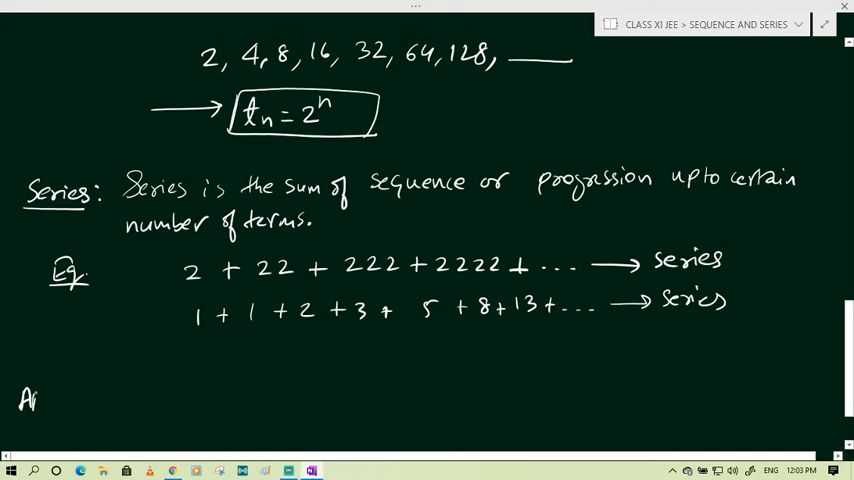 CLASS XI JEE > SEQUENCE AND SERIES
2, 4, 8, 16, 32, 64, 128,
tn = 2^n
Series: Series is the sum of sequence or progression upto certain
number of terms.
Eg. 2 + 22 + 222 + 2222 + ... → series
1 + 1 + 2 + 3 + 5 + 8 + 13 + ... → series
ENG 12:03 PM